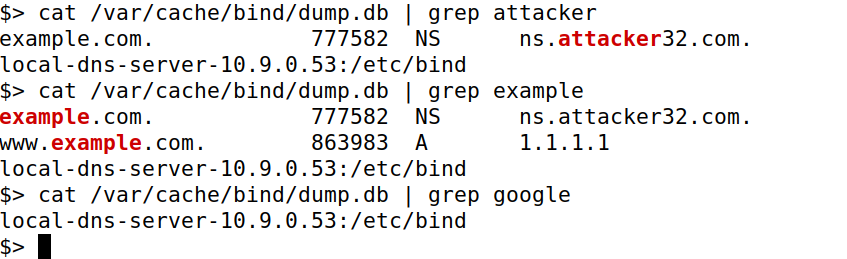 $> cat /var/cache/bind/dump.db | grep attacker
example.com.            777582  NS      ns.attacker32.com.
local-dns-server-10.9.0.53:/etc/bind
$> cat /var/cache/bind/dump.db | grep example
example.com.            777582  NS      ns.attacker32.com.
www.example.com.        863983  A       1.1.1.1
local-dns-server-10.9.0.53:/etc/bind
$> cat /var/cache/bind/dump.db | grep google
local-dns-server-10.9.0.53:/etc/bind
$>